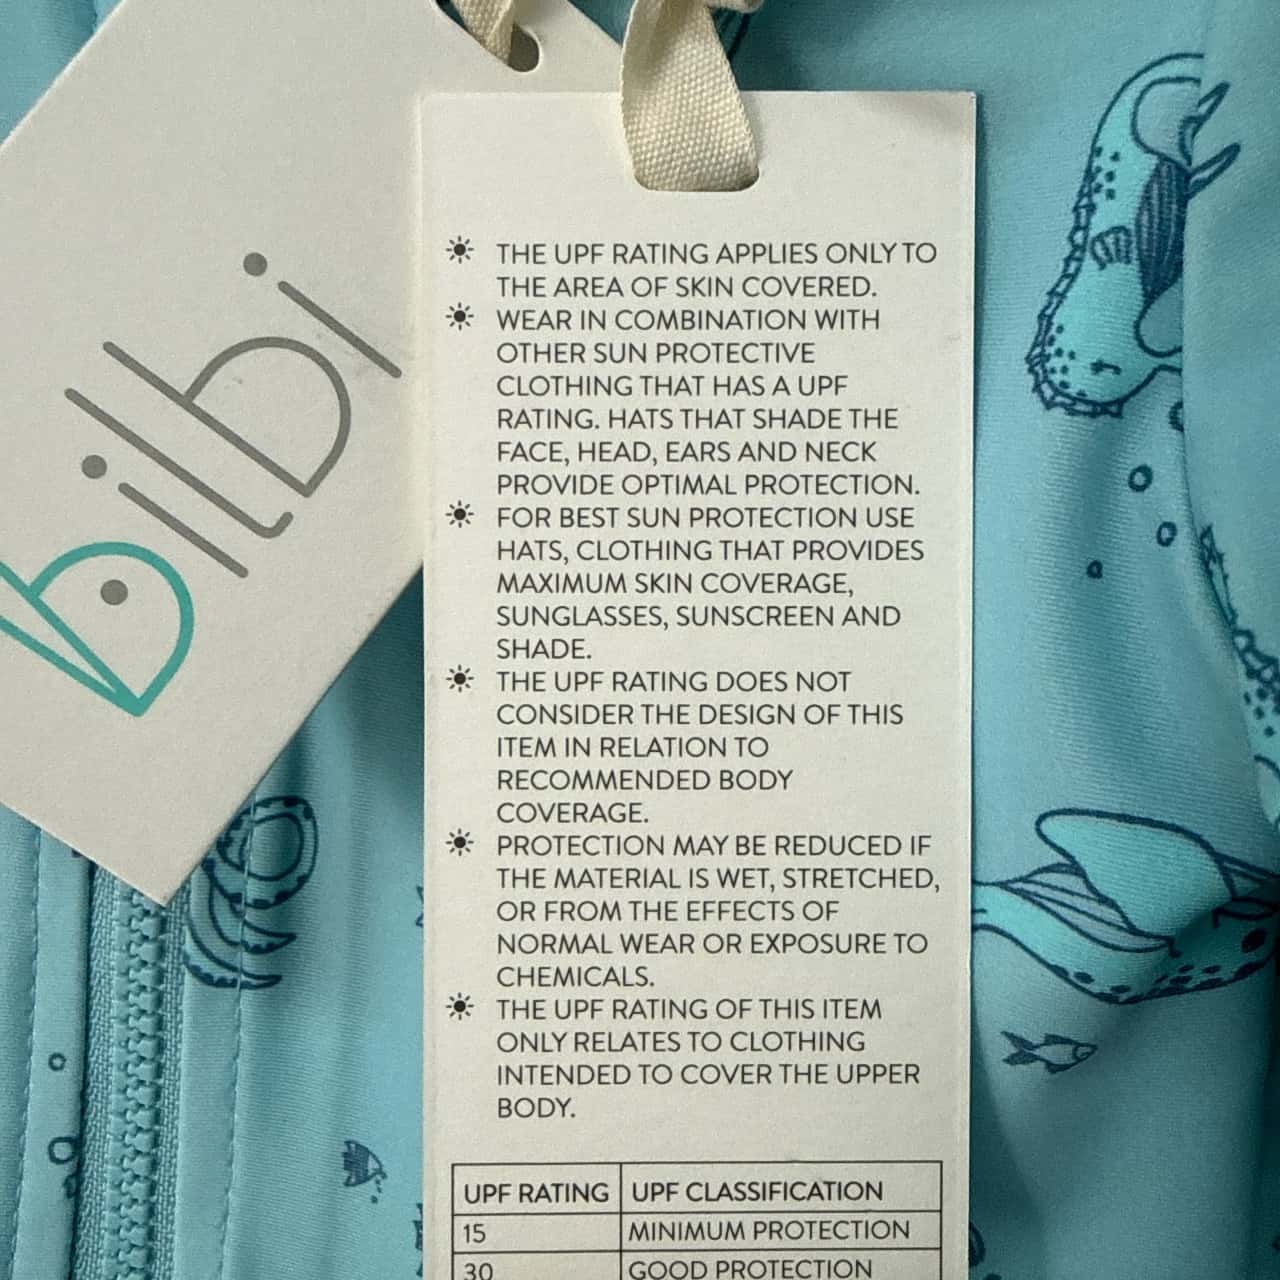 bilbi
THE UPF RATING APPLIES ONLY TO
THE AREA OF SKIN COVERED.
WEAR IN COMBINATION WITH
OTHER SUN PROTECTIVE
CLOTHING THAT HAS A UPF
RATING. HATS THAT SHADE THE
FACE, HEAD, EARS AND NECK
PROVIDE OPTIMAL PROTECTION.
FOR BEST SUN PROTECTION USE
HATS, CLOTHING THAT PROVIDES
MAXIMUM SKIN COVERAGE,
SUNGLASSES, SUNSCREEN AND
SHADE.
THE UPF RATING DOES NOT
CONSIDER THE DESIGN OF THIS
ITEM IN RELATION TO
RECOMMENDED BODY
COVERAGE.
PROTECTION MAY BE REDUCED IF
THE MATERIAL IS WET, STRETCHED,
OR FROM THE EFFECTS OF
NORMAL WEAR OR EXPOSURE TO
CHEMICALS.
THE UPF RATING OF THIS ITEM
ONLY RELATES TO CLOTHING
INTENDED TO COVER THE UPPER
BODY.
UPF RATING UPF CLASSIFICATION
15 MINIMUM PROTECTION
30 GOOD PROTECTION